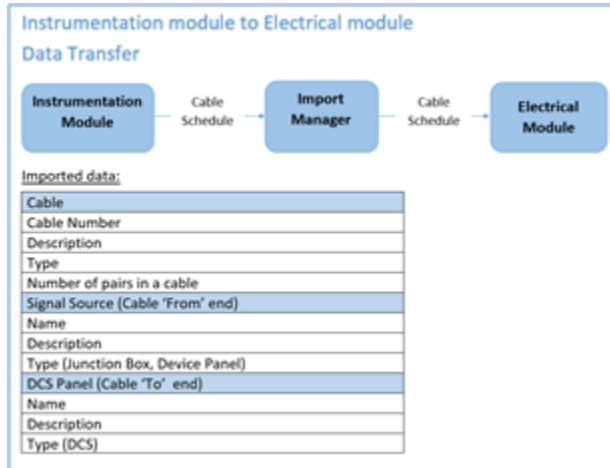 Instrumentation module to Electrical module
Data Transfer
Instrumentation
Module
Cable
Schedule
Import
Manager
Cable
Schedule
Electrical
Module
Imported data:
Cable
Cable Number
Description
Type
Number of pairs in a cable
Signal Source (Cable ‘From’ end)
Name
Description
Type (Junction Box, Device Panel)
DCS Panel (Cable ‘To’ end)
Name
Description
Type (DCS)